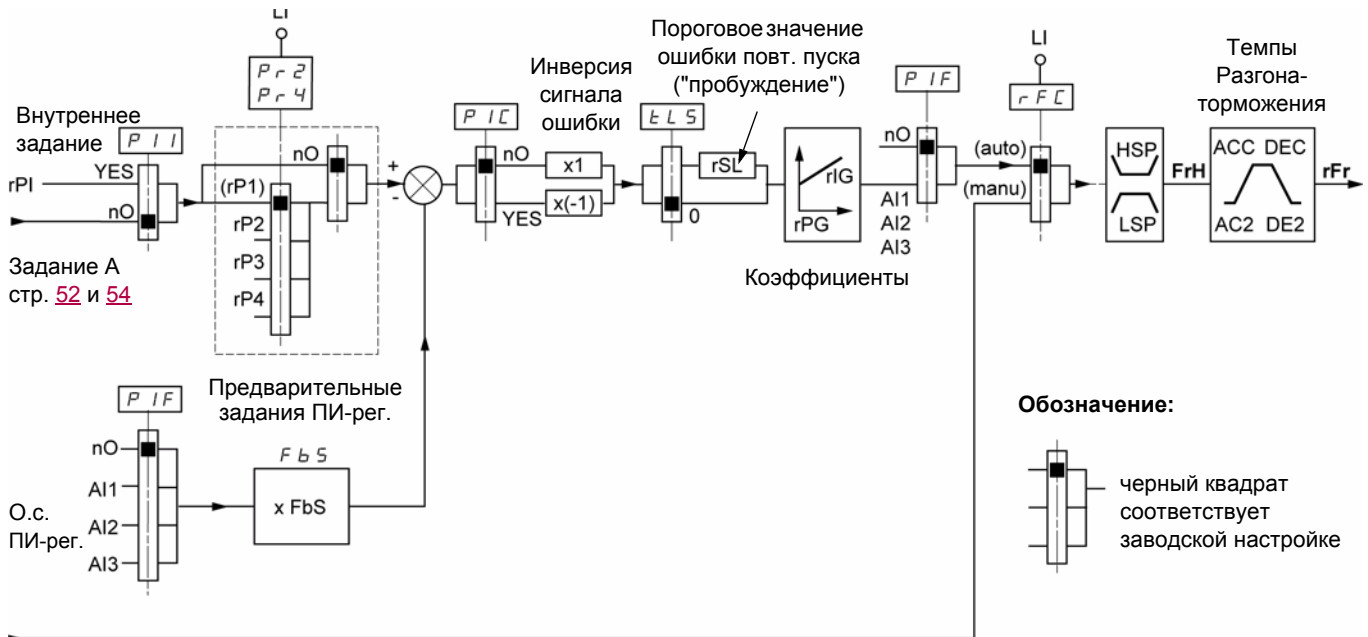 LI
Pr2
Pr4
Внутреннее
задание
PII
YES
rPI
nO
Задание A
стр. 52 и 54
nO
(rP1)
rP2
rP3
rP4
Предварительные
задания ПИ-рег.
+
-
PIC
nO
YES
Инверсия
сигнала
ошибки
x1
x(-1)
tLS
Пороговое значение
ошибки повт. пуска
("пробуждение")
rSL
0
rIG
rPG
Коэффициенты
PIF
nO
AI1
AI2
AI3
LI
rFC
(auto)
(manu)
HSP
LSP
FrH
Темпы
Разгона-
торможения
ACC DEC
AC2 DE2
rFr
PIF
nO
AI1
AI2
AI3
О.с.
ПИ-рег.
FbS
x FbS
Обозначение:
черный квадрат
соответствует
заводской настройке